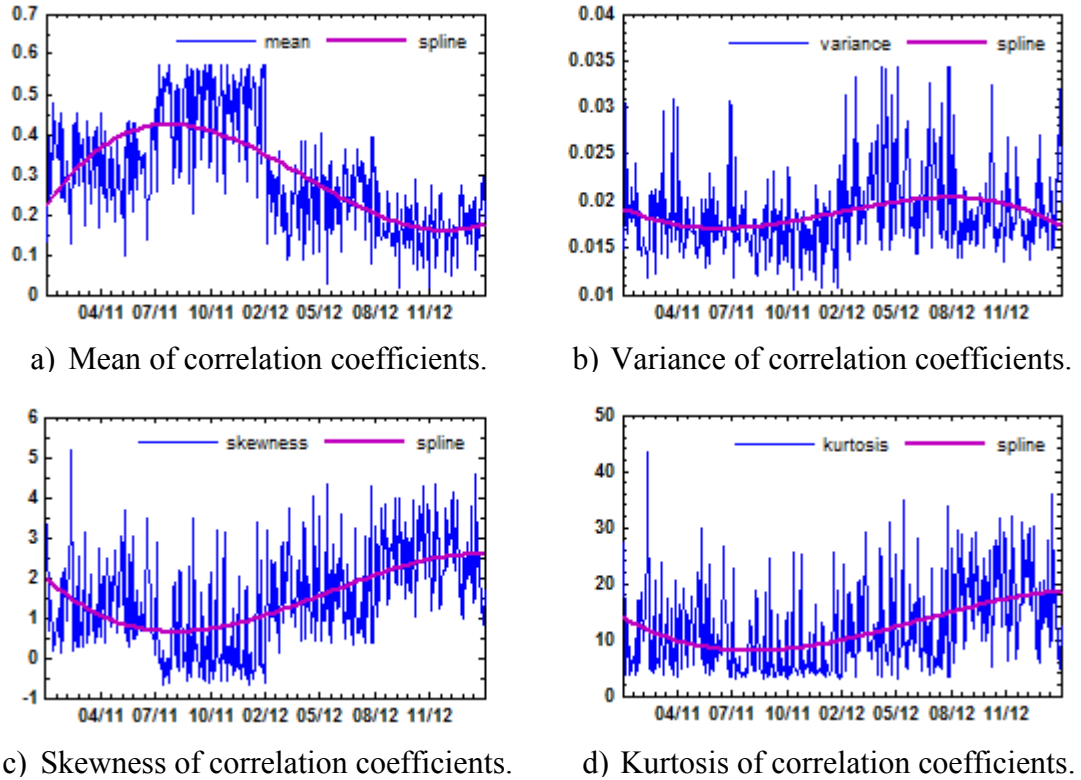 0.7
mean spline
0.6
0.5
0.4
0.3
0.2
0.1
0
04/11 07/11 10/11 02/12 05/12 08/12 11/12
a) Mean of correlation coefficients.
0.04
variance spline
0.035
0.03
0.025
0.02
0.015
0.01
04/11 07/11 10/11 02/12 05/12 08/12 11/12
b) Variance of correlation coefficients.
6
skewness spline
5
4
3
2
1
0
-1
04/11 07/11 10/11 02/12 05/12 08/12 11/12
c) Skewness of correlation coefficients.
50
kurtosis spline
40
30
20
10
0
04/11 07/11 10/11 02/12 05/12 08/12 11/12
d) Kurtosis of correlation coefficients.